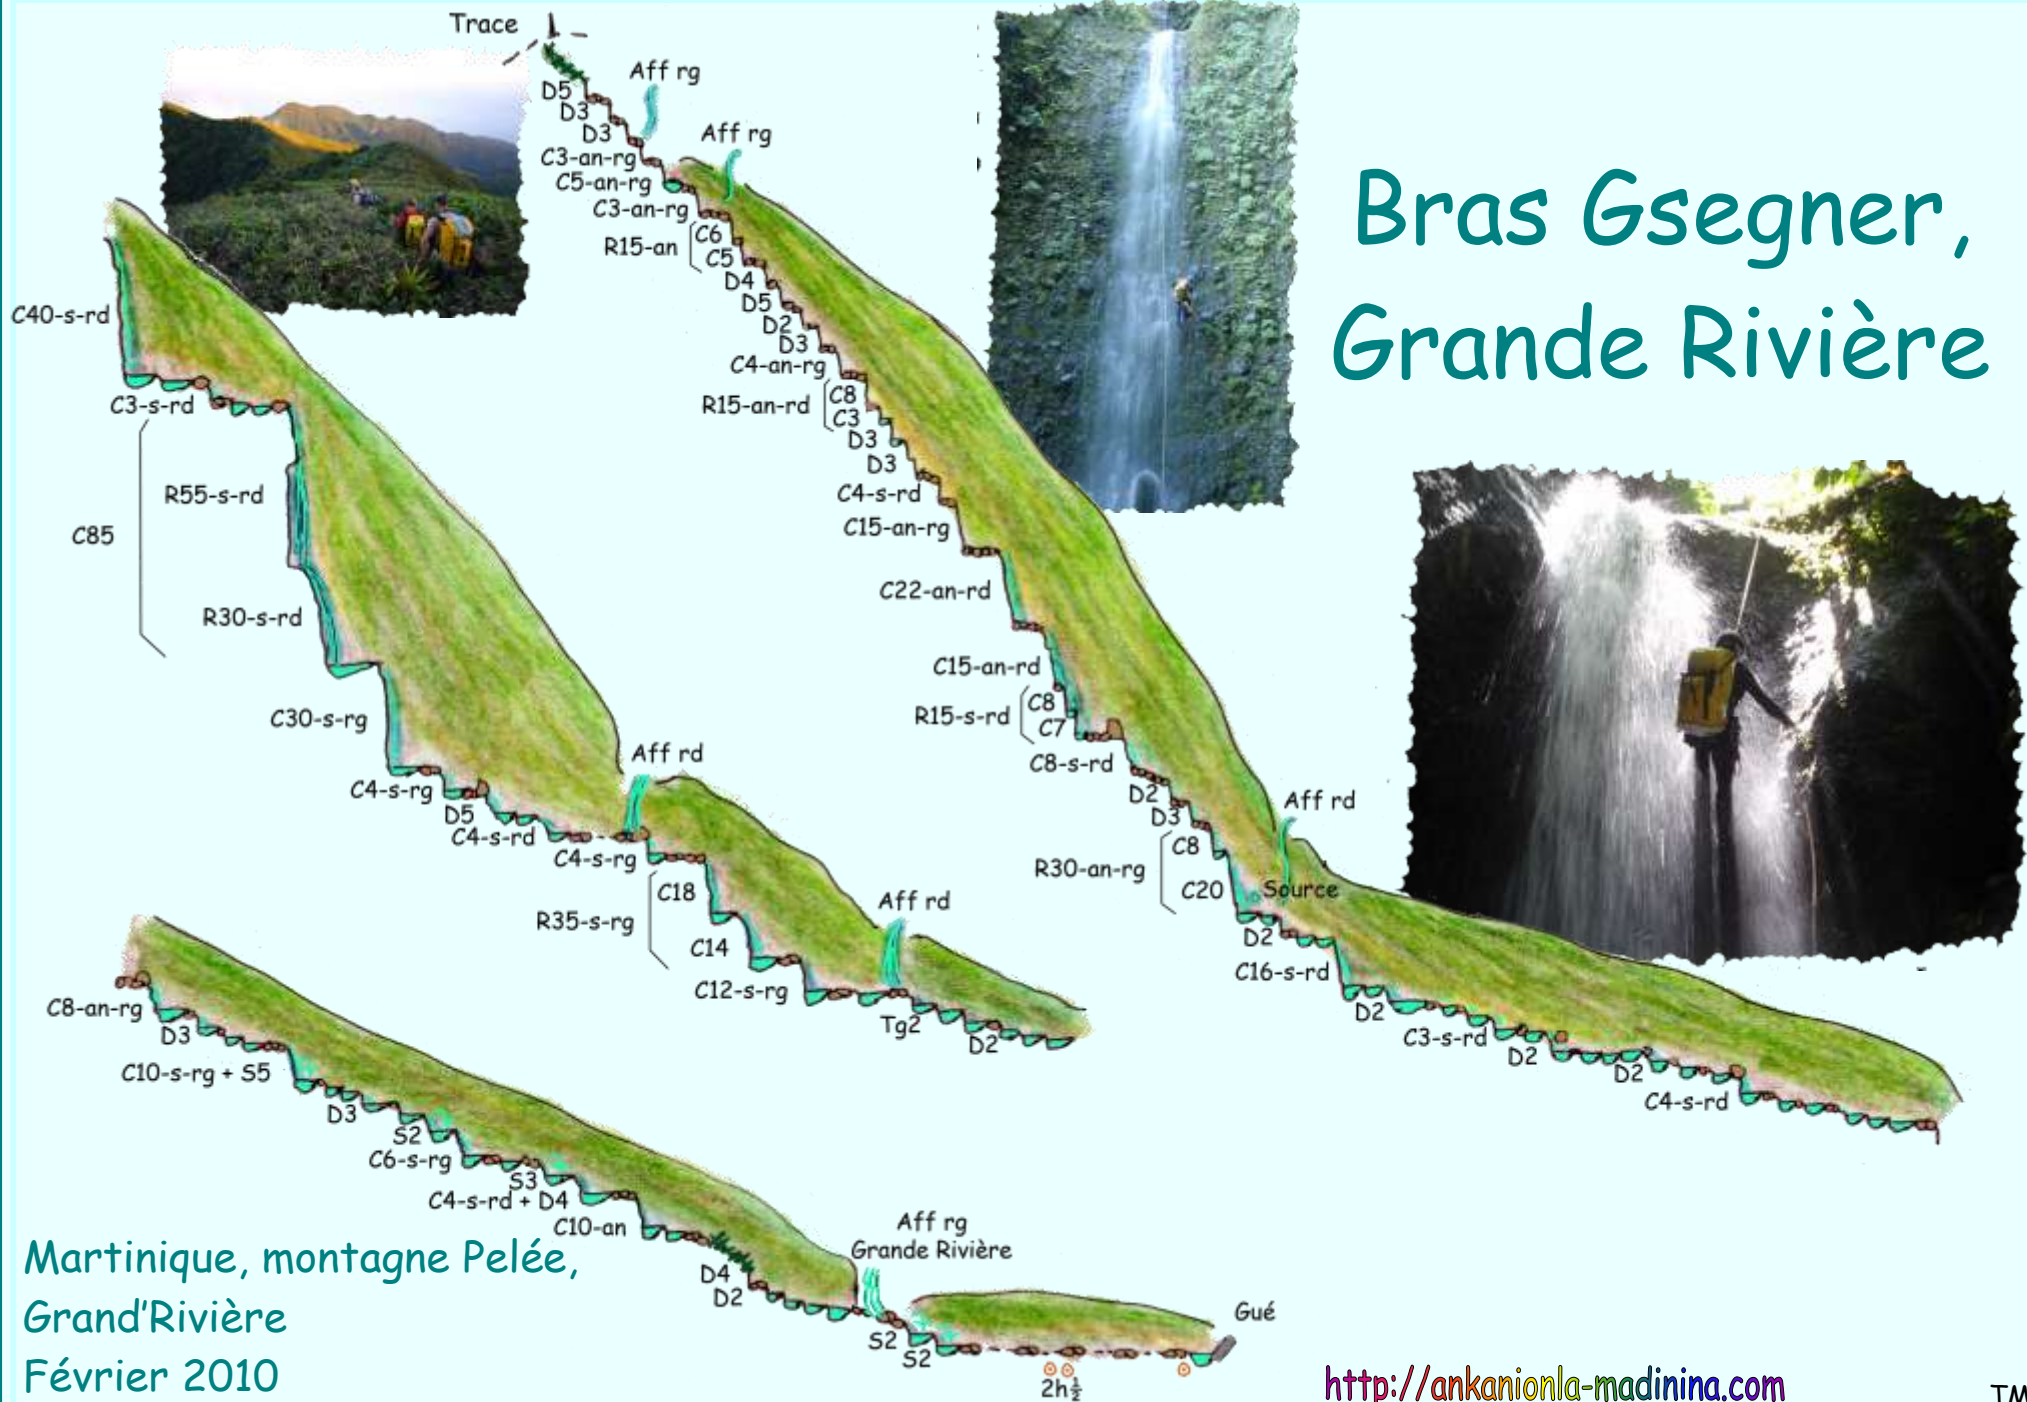 Trace
Aff rg
D5
D3
D3
Aff rg
C3-an-rg
C5-an-rg
C3-an-rg
R15-an
C6
C5
D4
D5
D2
D3
C4-an-rg
R15-an-rd
C8
C3
D3
D3
C4-s-rd
C15-an-rg
C22-an-rd
C15-an-rd
R15-s-rd
C8
C7
C8-s-rd
D2
D3
Aff rd
R30-an-rg
C8
C20
Source
D2
C16-s-rd
D2
C3-s-rd
D2
D2
C4-s-rd
Bras Gsegner,
Grande Rivière
C40-s-rd
C3-s-rd
C85
R55-s-rd
R30-s-rd
C30-s-rg
C4-s-rg
D5
C4-s-rd
C4-s-rg
Aff rd
R35-s-rg
C18
C14
C12-s-rg
Aff rd
Tg2
D2
C8-an-rg
D3
C10-s-rg + S5
D3
S2
C6-s-rg
S3
C4-s-rd + D4
C10-an
D4
D2
Aff rg
Grande Rivière
S2
S2
2h½
Gué
Martinique, montagne Pelée,
Grand'Rivière
Février 2010
http://ankanionla-madinina.com
TM